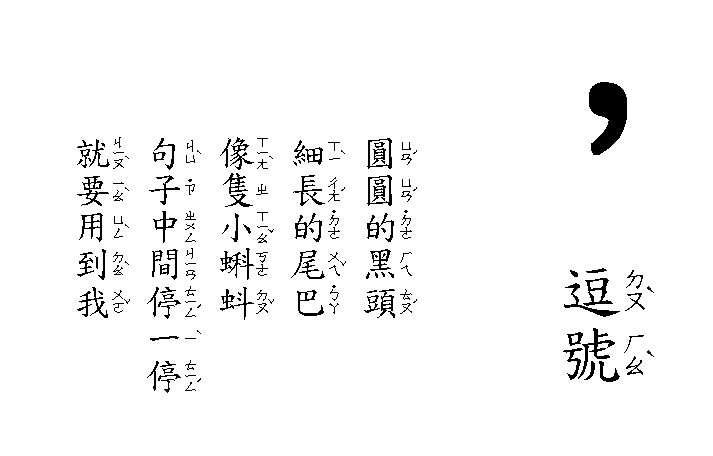 ，
逗號
圓圓的黑頭
細長的尾巴
像隻小蝌蚪
句子中間停一停
就要用到我